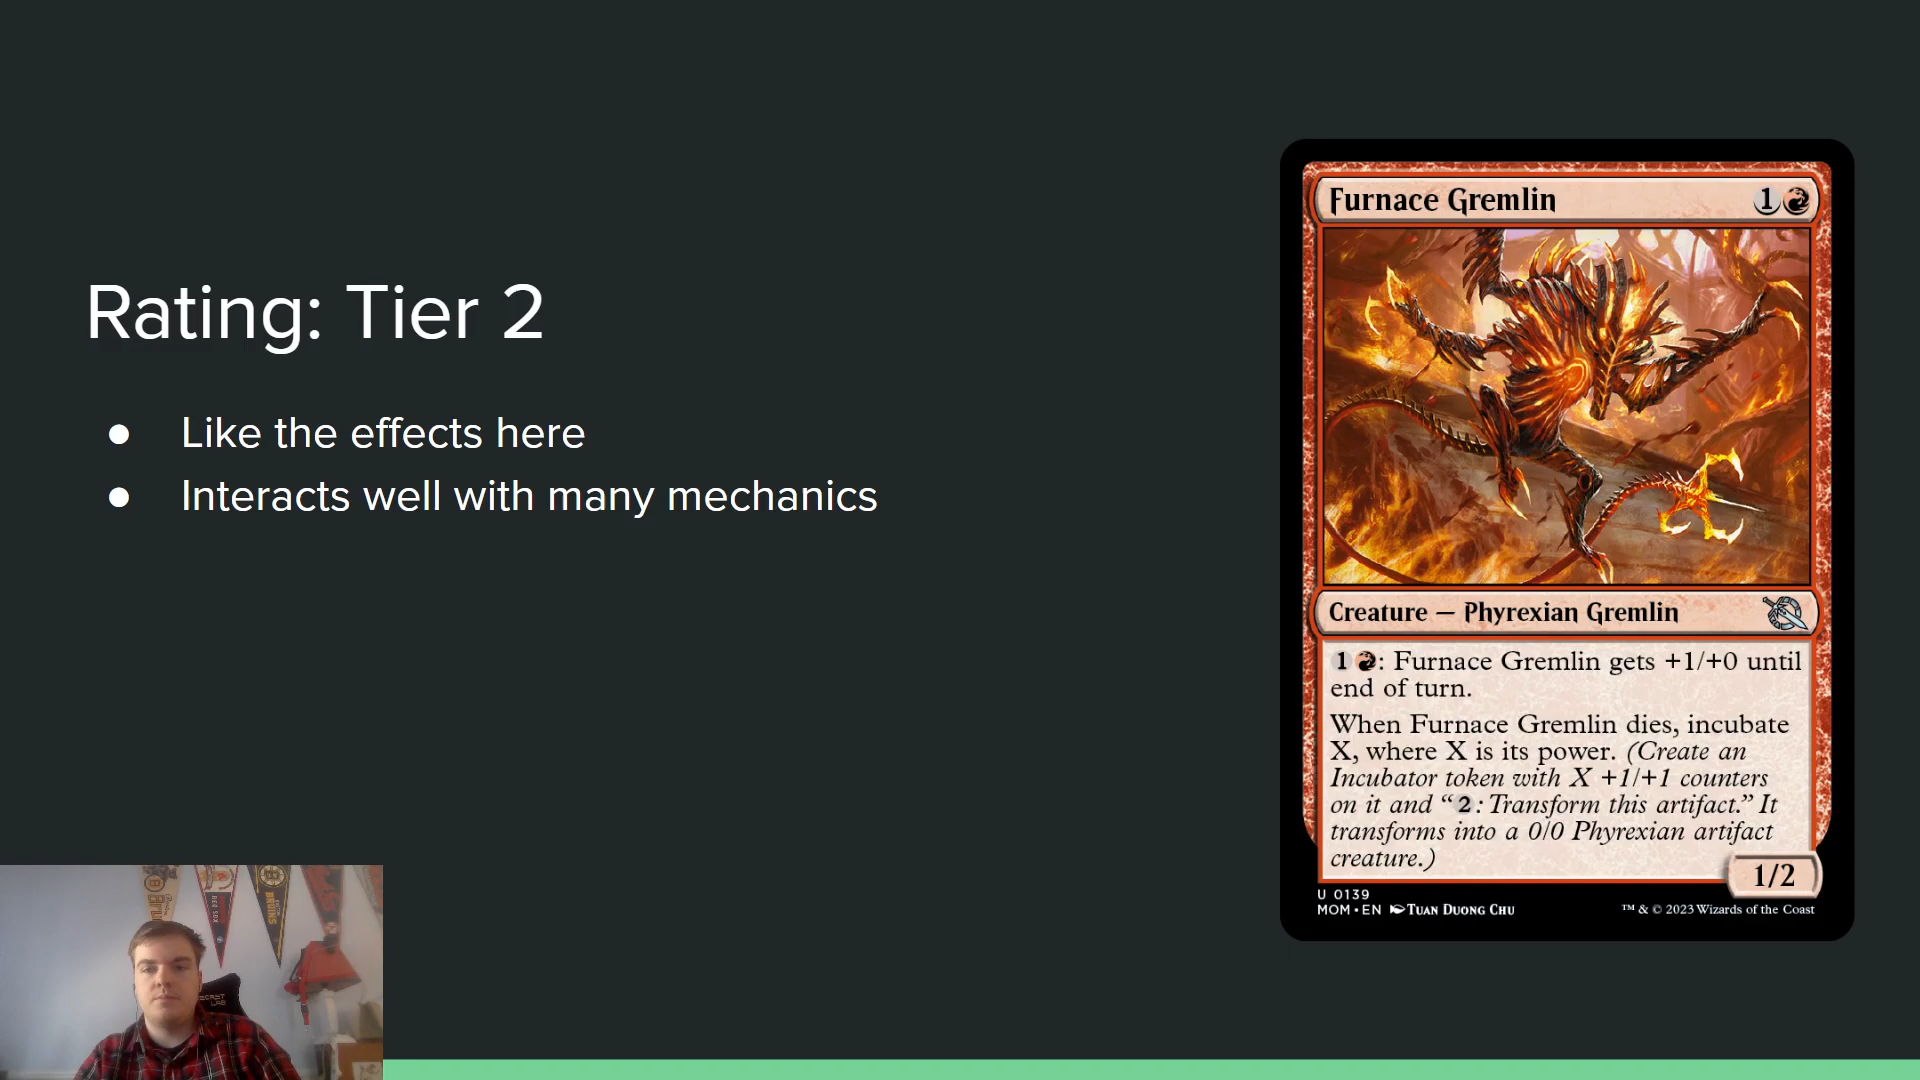 Rating: Tier 2
● Like the effects here
● Interacts well with many mechanics
Furnace Gremlin 1
Creature — Phyrexian Gremlin
1: Furnace Gremlin gets +1/+0 until
end of turn.
When Furnace Gremlin dies, incubate
X, where X is its power. (Create an
Incubator token with X +1/+1 counters
on it and “2: Transform this artifact.” It
transforms into a 0/0 Phyrexian artifact
creature.)
1/2
U 0139
MOM • EN TUAN DUONG CHU
™ & © 2023 Wizards of the Coast
RED SOX
BRUINS